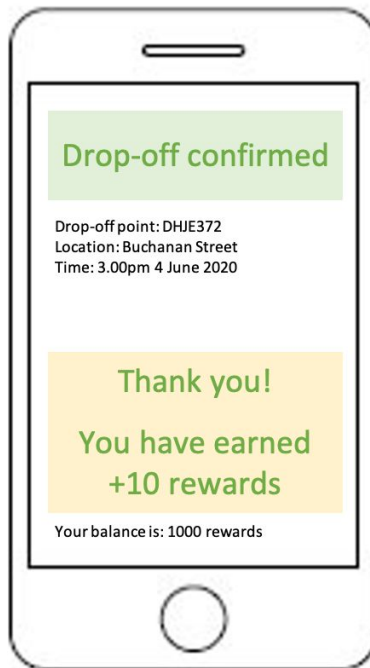 Drop-off confirmed
Drop-off point: DHJE372
Location: Buchanan Street
Time: 3.00pm 4 June 2020
Thank you!
You have earned
+10 rewards
Your balance is: 1000 rewards